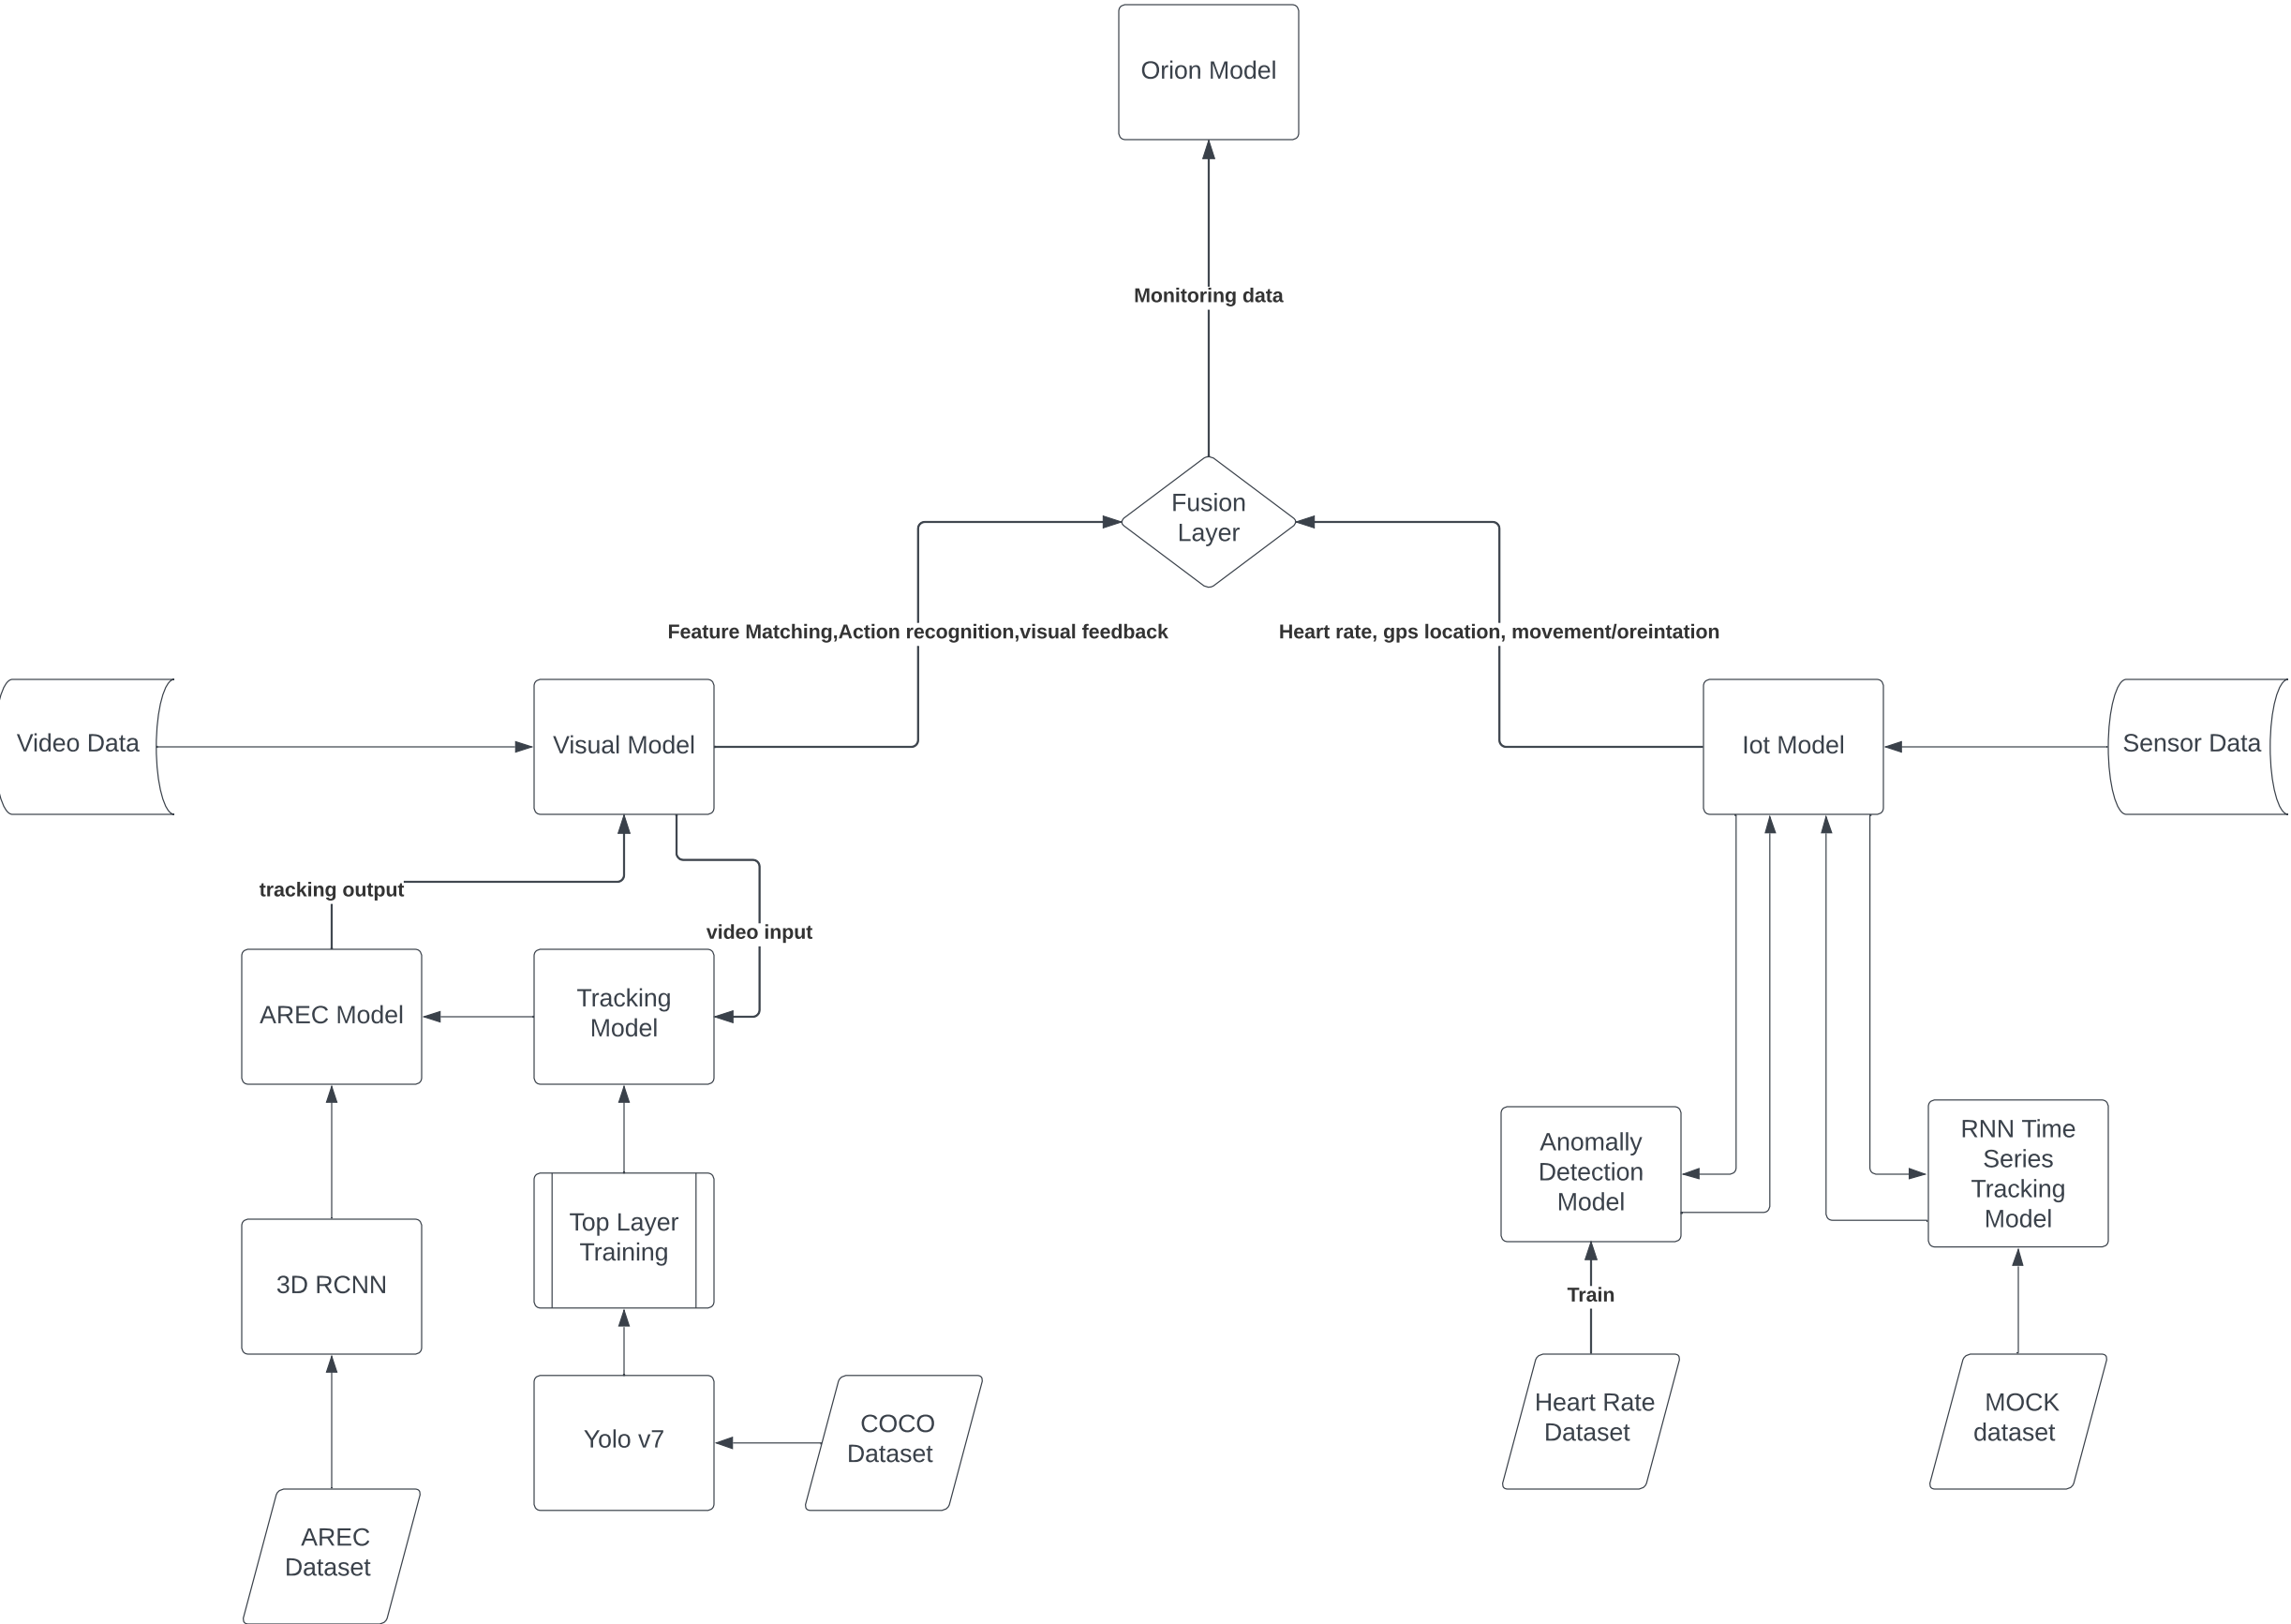 Orion Model
Monitoring data
Fusion
Layer
Feature Matching,Action recognition,visual feedback
Heart rate, gps location, movement/oreintation
Video Data
Visual Model
Iot Model
Sensor Data
tracking output
video input
AREC Model
Tracking
Model
Anomally
Detection
Model
RNN Time
Series
Tracking
Model
Top Layer
Training
3D RCNN
Train
Yolo v7
COCO
Dataset
Heart Rate
Dataset
MOCK
dataset
AREC
Dataset